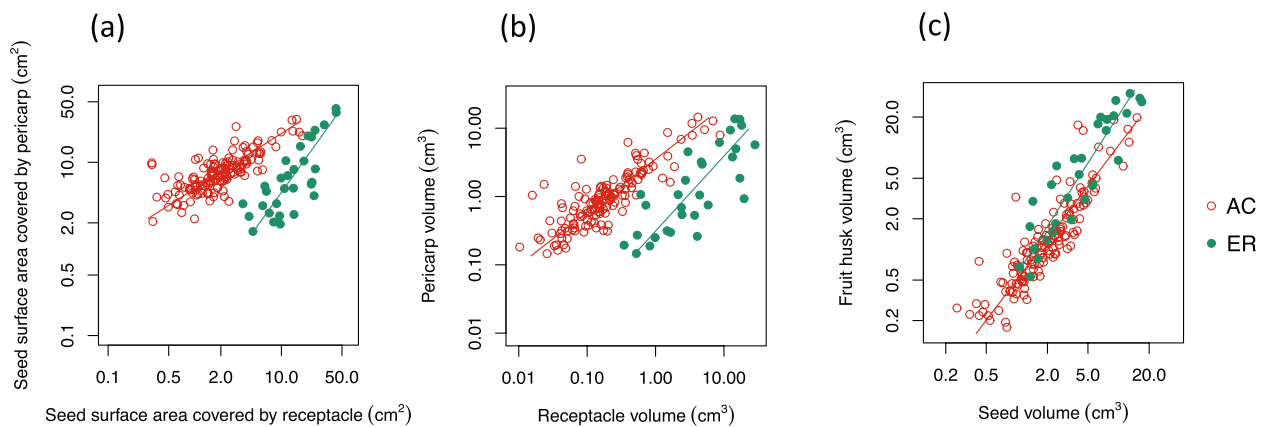 (a)
Seed surface area covered by pericarp (cm²)
50.0
10.0
2.0
0.5
0.1
0.1 0.5 2.0 10.0 50.0
Seed surface area covered by receptacle (cm²)
(b)
Pericarp volume (cm³)
10.00
1.00
0.10
0.01
0.01 0.10 1.00 10.00
Receptacle volume (cm³)
(c)
Fruit husk volume (cm³)
20.0
5.0
2.0
0.5
0.2
0.2 0.5 2.0 5.0 20.0
Seed volume (cm³)
AC
ER